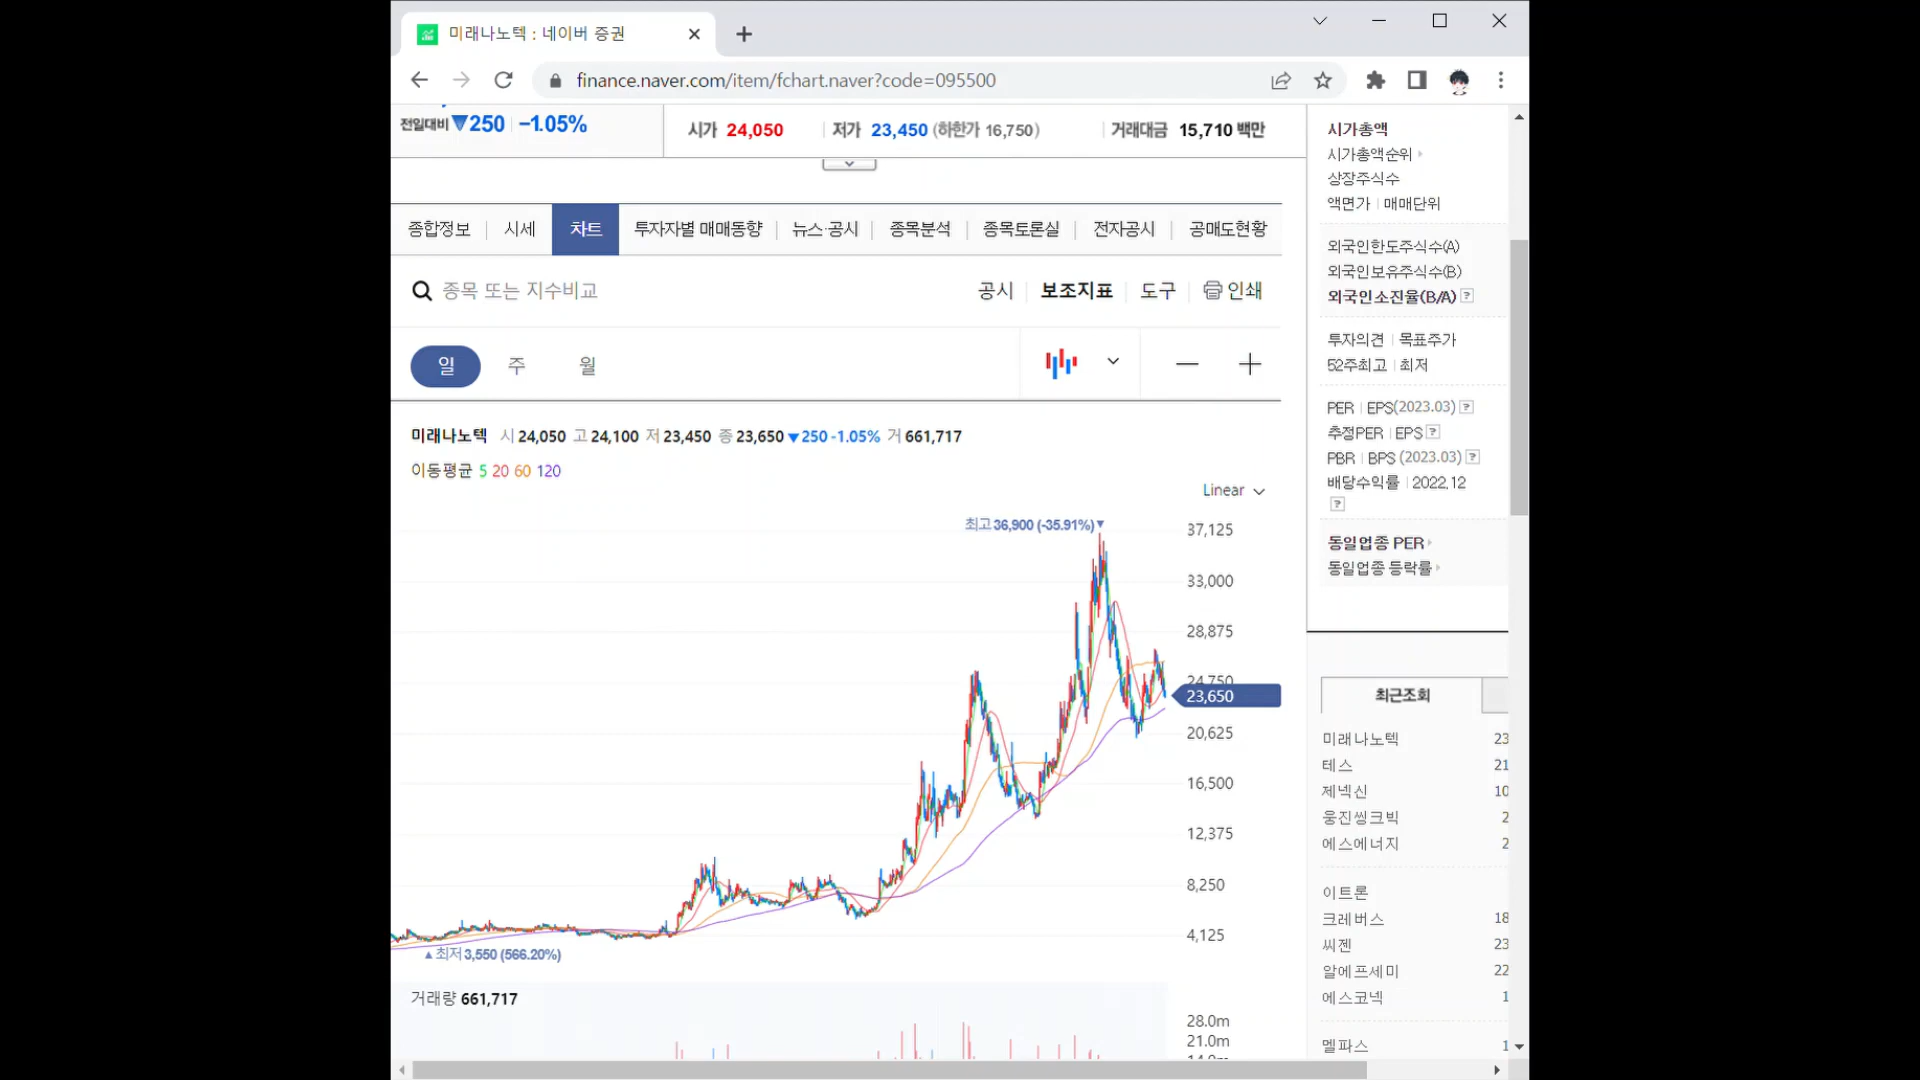 미래나노텍 : 네이버 증권
finance.naver.com/item/fchart.naver?code=095500
전일대비 ▼250 −1.05%
시가 24,050 저가 23,450 (하한가 16,750) 거래대금 15,710 백만
종합정보 시세 차트 투자자별 매매동향 뉴스·공시 종목분석 종목토론실 전자공시 공매도현황
종목 또는 지수비교 공시 보조지표 도구 인쇄
일 주 월
미래나노텍 시 24,050 고 24,100 저 23,450 종 23,650 ▼250 -1.05% 거 661,717
이동평균 5 20 60 120
Linear
최고 36,900 (-35.91%)▼
37,125
33,000
28,875
24,750
23,650
20,625
16,500
12,375
8,250
4,125
▲최저 3,550 (566.20%)
거래량 661,717
28.0m
21.0m
시가총액
시가총액순위
상장주식수
액면가 매매단위
외국인한도주식수(A)
외국인보유주식수(B)
외국인소진율(B/A) ?
투자의견 목표주가
52주최고 최저
PER EPS(2023.03) ?
추정PER EPS ?
PBR BPS (2023.03) ?
배당수익률 2022.12
?
동일업종 PER
동일업종 등락률
최근조회
미래나노텍 23
테스 21
제넥신 10
웅진씽크빅 2
에스에너지 2
이트론
크레버스 18
씨젠 23
알에프세미 22
에스코넥 1
멜파스 1